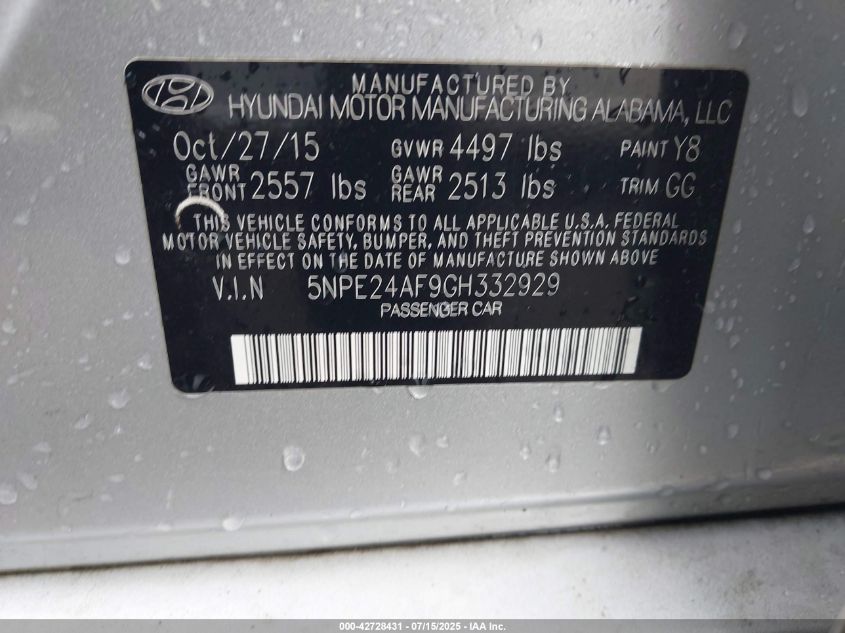 MANUFACTURED BY
HYUNDAI MOTOR MANUFACTURING ALABAMA, LLC
Oct/27/15 GVWR 4497 lbs PAINT Y8
GAWR FRONT 2557 lbs GAWR REAR 2513 lbs TRIM GG
THIS VEHICLE CONFORMS TO ALL APPLICABLE U.S.A. FEDERAL
MOTOR VEHICLE SAFETY, BUMPER, AND THEFT PREVENTION STANDARDS
IN EFFECT ON THE DATE OF MANUFACTURE SHOWN ABOVE
V.I.N 5NPE24AF9GH332929
PASSENGER CAR
000-42728431 - 07/15/2025 - IAA Inc.